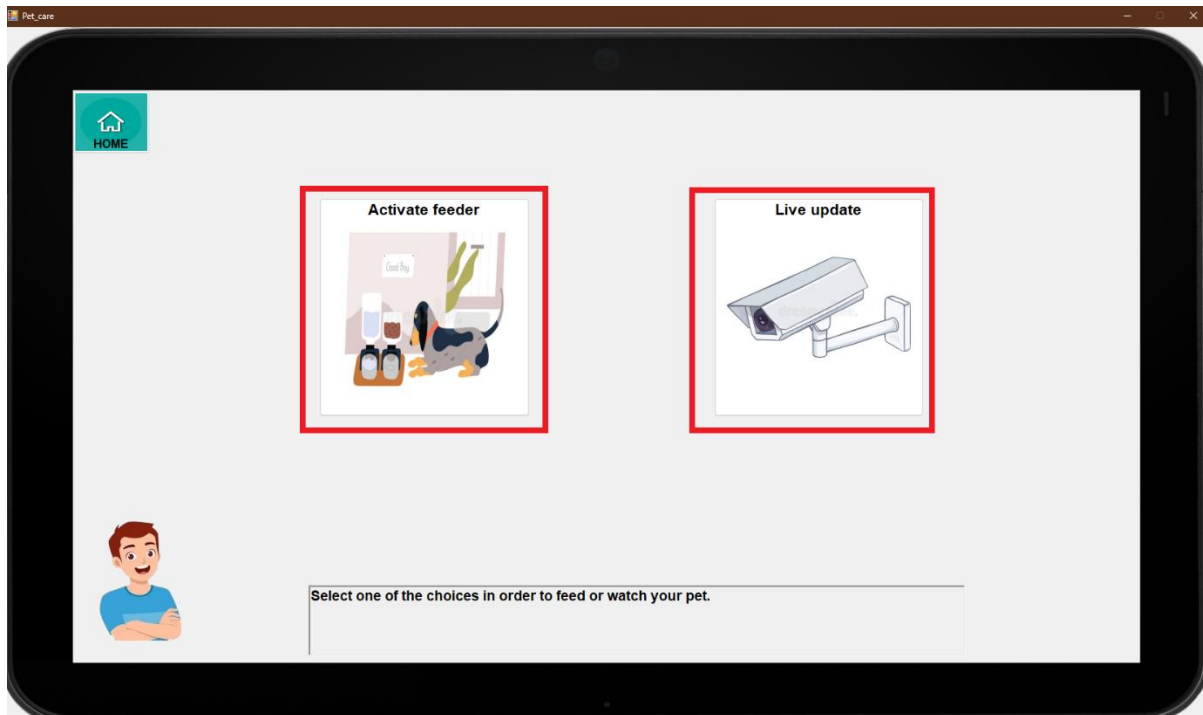 Pet_care
HOME
Activate feeder
Live update
Good Boy
Select one of the choices in order to feed or watch your pet.